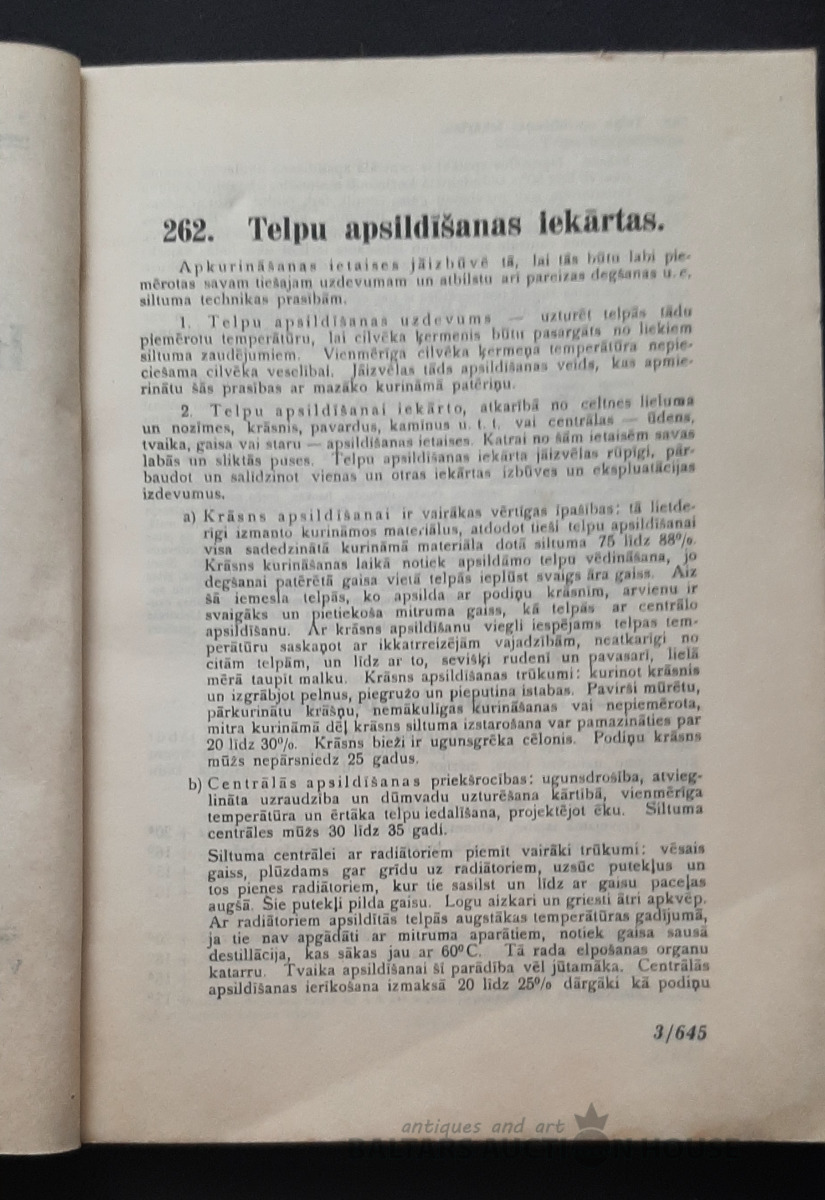 262. Telpu apsildīšanas iekārtas.
Apkurināšanas ietaises jāizbūvē tā, lai tās būtu labi pie-
mērotas savam tiešajam uzdevumam un atbilstu arī pareizas degšanas u. c.
siltuma technikas prasībām.
1. Telpu apsildīšanas uzdevums — uzturēt telpās tādu
piemērotu temperātūru, lai cilvēka ķermenis būtu pasargāts no liekiem
siltuma zaudējumiem. Vienmērīga cilvēka ķermeņa temperātūra nepie-
ciešama cilvēka veselībai. Jāizvēlas tāds apsildīšanas veids, kas apmie-
rinātu šās prasības ar mazāko kurināmā patēriņu.
2. Telpu apsildīšanai iekārto, atkarībā no celtnes lieluma
un nozīmes, krāsnis, pavardus, kamīnus u. t. t. vai centrālas — ūdens,
tvaika, gaisa vai staru — apsildīšanas ietaises. Katrai no šām ietaisēm savas
labās un sliktās puses. Telpu apsildīšanas iekārta jāizvēlas rūpīgi, pār-
baudot un salīdzinot vienas un otras iekārtas izbūves un ekspluatācijas
izdevumus.
a) Krāsns apsildīšanai ir vairākas vērtīgas īpašības: tā lietde-
rīgi izmanto kurināmos materiālus, atdodot tieši telpu apsildīšanai
visa sadedzinātā kurināmā materiāla dotā siltuma 75 līdz 88%.
Krāsns kurināšanas laikā notiek apsildāmo telpu vēdināšana, jo
degšanai patērētā gaisa vietā telpās ieplūst svaigs āra gaiss. Aiz
šā iemesla telpās, ko apsilda ar podiņu krāsnīm, arvienu ir
svaigāks un pietiekoša mitruma gaiss, kā telpās ar centrālo
apsildīšanu. Ar krāsns apsildīšanu viegli iespējams telpas tem-
perātūru saskaņot ar ikkatrreizējām vajadzībām, neatkarīgi no
citām telpām, un līdz ar to, sevišķi rudenī un pavasarī, lielā
mērā taupīt malku. Krāsns apsildīšanas trūkumi: kurinot krāsnis
un izgrābjot pelnus, piegružo un pieputina istabas. Pavirši mūrētu,
pārkurinātu krāšņu, nemākulīgas kurināšanas vai nepiemērota,
mitra kurināmā dēļ krāsns siltuma izstarošana var pamazināties par
20 līdz 30%. Krāsns bieži ir ugunsgrēka cēlonis. Podiņu krāsns
mūžs nepārsniedz 25 gadus.
b) Centrālās apsildīšanas priekšrocības: ugunsdrošība, atvieg-
lināta uzraudzība un dūmvadu uzturēšana kārtībā, vienmērīga
temperātūra un ērtāka telpu iedalīšana, projektējot ēku. Siltuma
centrāles mūžs 30 līdz 35 gadi.
Siltuma centrālei ar radiātoriem piemīt vairāki trūkumi: vēsais
gaiss, plūzdams gar grīdu uz radiātoriem, uzsūc putekļus un
tos pienes radiātoriem, kur tie sasilst un līdz ar gaisu paceļas
augšā. Šie putekļi pilda gaisu. Logu aizkari un griesti ātri apkvēp.
Ar radiātoriem apsildītās telpās augstākas temperātūras gadījumā,
ja tie nav apgādāti ar mitruma aparātiem, notiek gaisa sausā
destillācija, kas sākas jau ar 60° C. Tā rada elpošanas organu
katarru. Tvaika apsildīšanai šī parādība vēl jūtamāka. Centrālās
apsildīšanas ierīkošana izmaksā 20 līdz 25% dārgāki kā podiņu
3/645
antiques and art
BALTARS AUCTION HOUSE